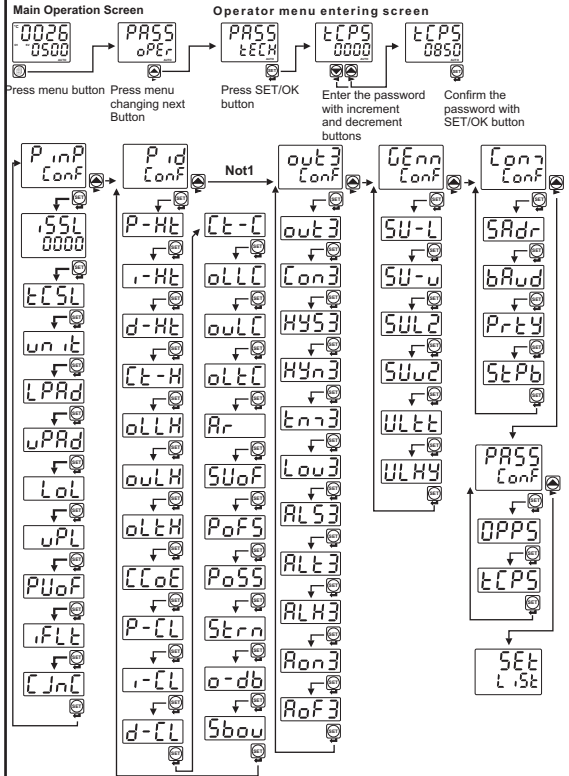 Main Operation Screen
Operator menu entering screen
0026
0500
PASS
oPEr
PASS
tECH
tCPS
0000
tCPS
0850
Press menu button
Press menu
changing next
Button
Press SET/OK
button
Enter the password
with increment
and decrement
buttons
Confirm the
password with
SET/OK button
PinP
ConF
iSSL
0000
tCSL
unit
LPAd
uPAd
LoL
uPL
PUoF
iFLt
CJnC
Pid
ConF
P-Ht
i-Ht
d-Ht
Ct-H
oLLH
ouLH
oLtH
CCoE
P-CL
i-CL
d-CL
Not1
Ct-C
oLLC
ouLC
oLtC
Ar
SUoF
PoFS
PoSS
Strn
o-db
Sbou
out3
ConF
out3
Con3
HYS3
HYn3
Lou3
ALS3
ALt3
ALH3
Aon3
AoF3
GEnn
ConF
SU-L
SU-u
SUL2
SUu2
ULtt
ULHY
ConF
SAdr
bAud
PrtY
StPb
PASS
ConF
OPPS
tCPS
SEt
LiSt
SET